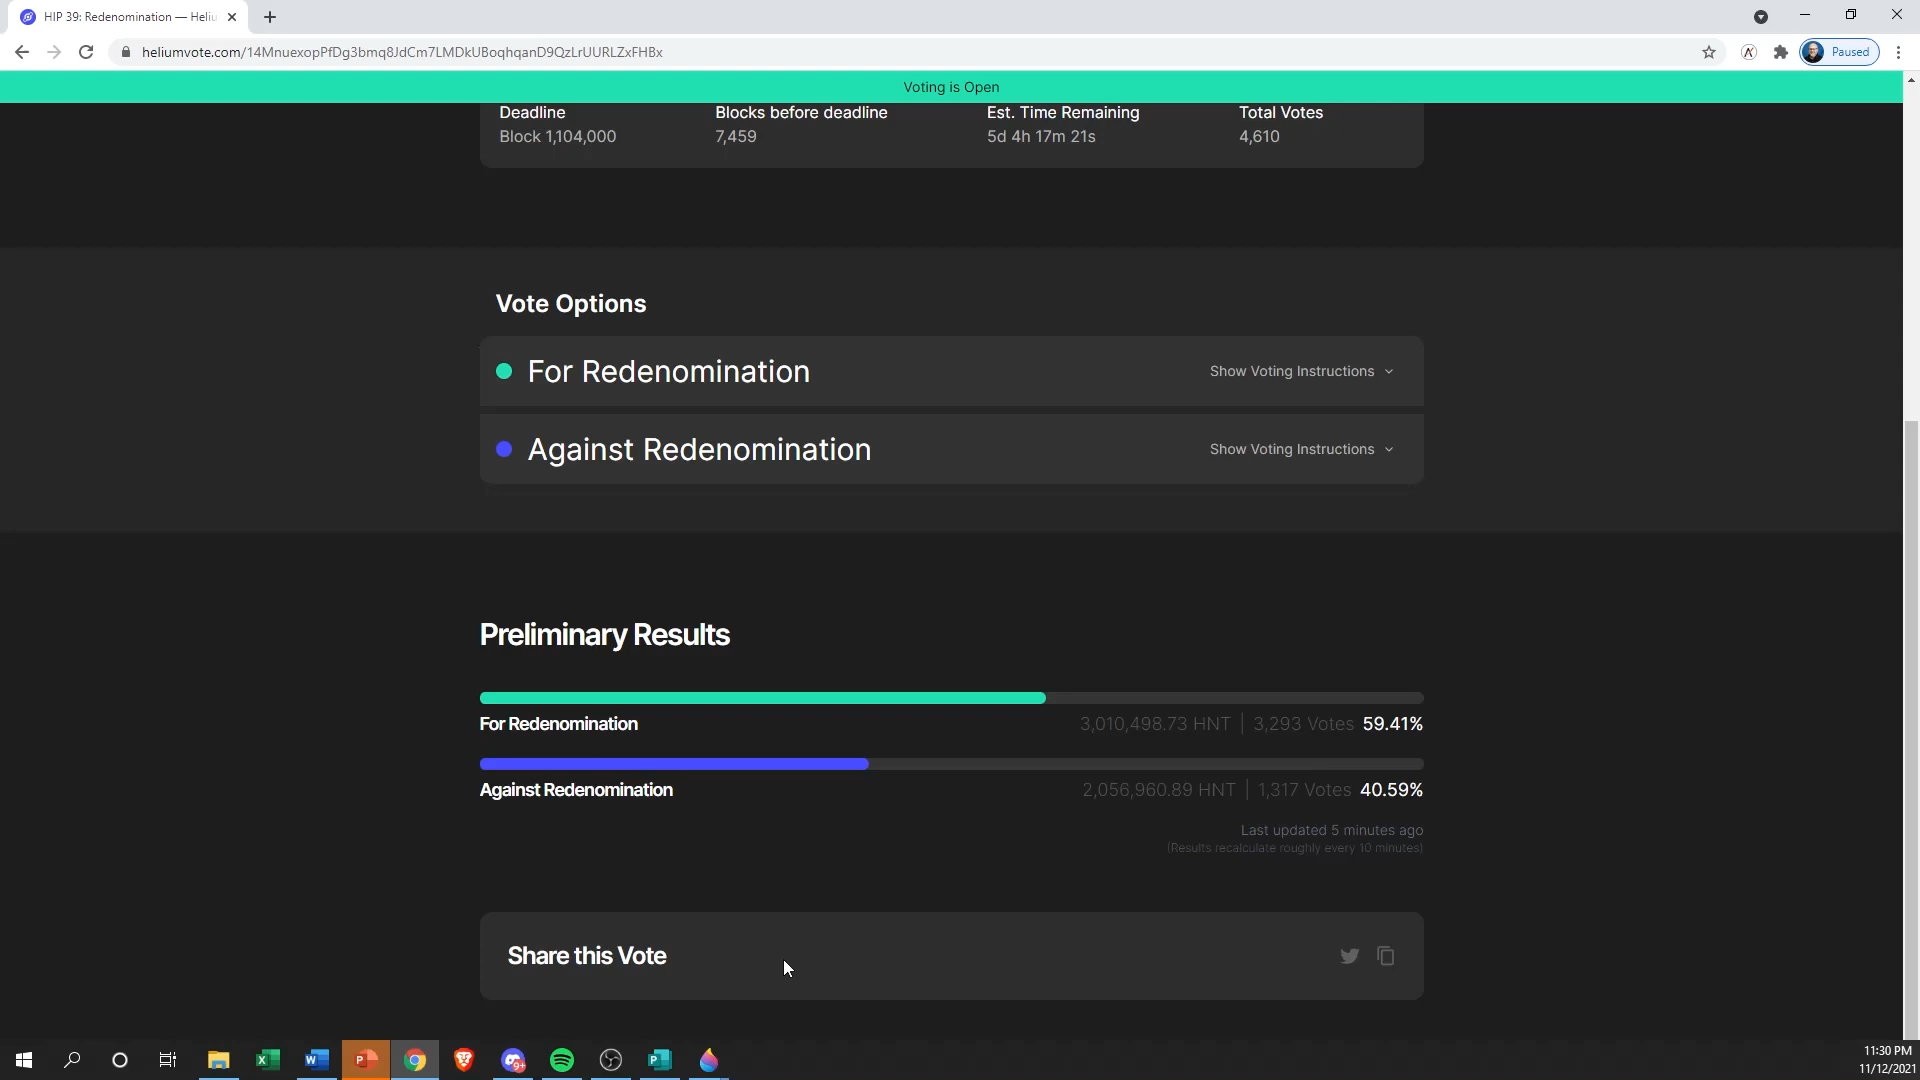 HIP 39: Redenomination — Heliu
heliumvote.com/14MnuexopPfDg3bmq8JdCm7LMDkUBoqhqanD9QzLrUURLZxFHBx
Paused
Voting is Open
Deadline Blocks before deadline Est. Time Remaining Total Votes
Block 1,104,000 7,459 5d 4h 17m 21s 4,610
Vote Options
For Redenomination Show Voting Instructions
Against Redenomination Show Voting Instructions
Preliminary Results
For Redenomination 3,010,498.73 HNT | 3,293 Votes 59.41%
Against Redenomination 2,056,960.89 HNT | 1,317 Votes 40.59%
Last updated 5 minutes ago
(Results recalculate roughly every 10 minutes)
Share this Vote
11:30 PM
11/12/2021